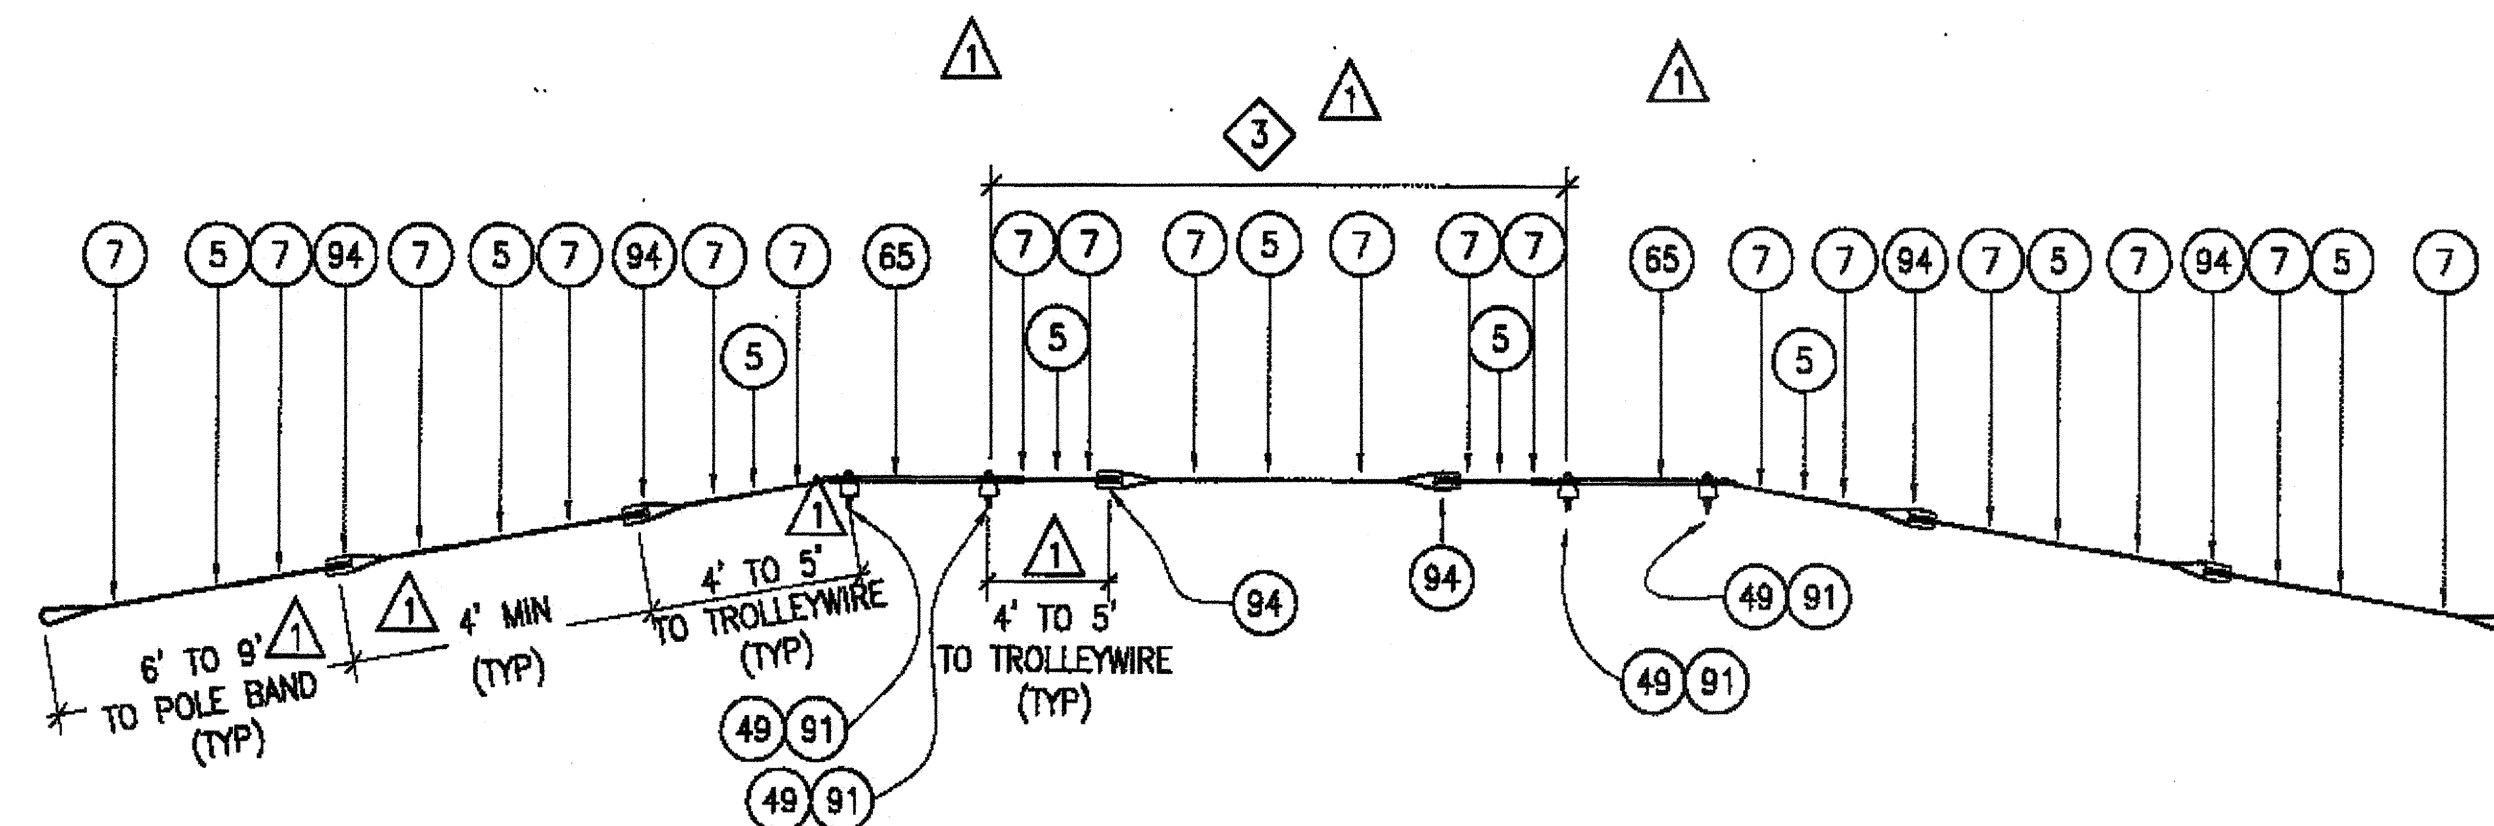 1
1
1
3
7 5 7 94 7 5 7 94 7 7 65 7 7 7 5 7 7 7 65 7 7 94 7 5 7 94 7 5 7
5 5 5 5
1
1
1
1
6' TO 9'
TO POLE BAND
(TYP)
4' MIN
(TYP)
4' TO 5'
TO TROLLEYWIRE
(TYP)
4' TO 5'
TO TROLLEYWIRE
(TYP)
94
94
49 91
49 91
49 91
49 91